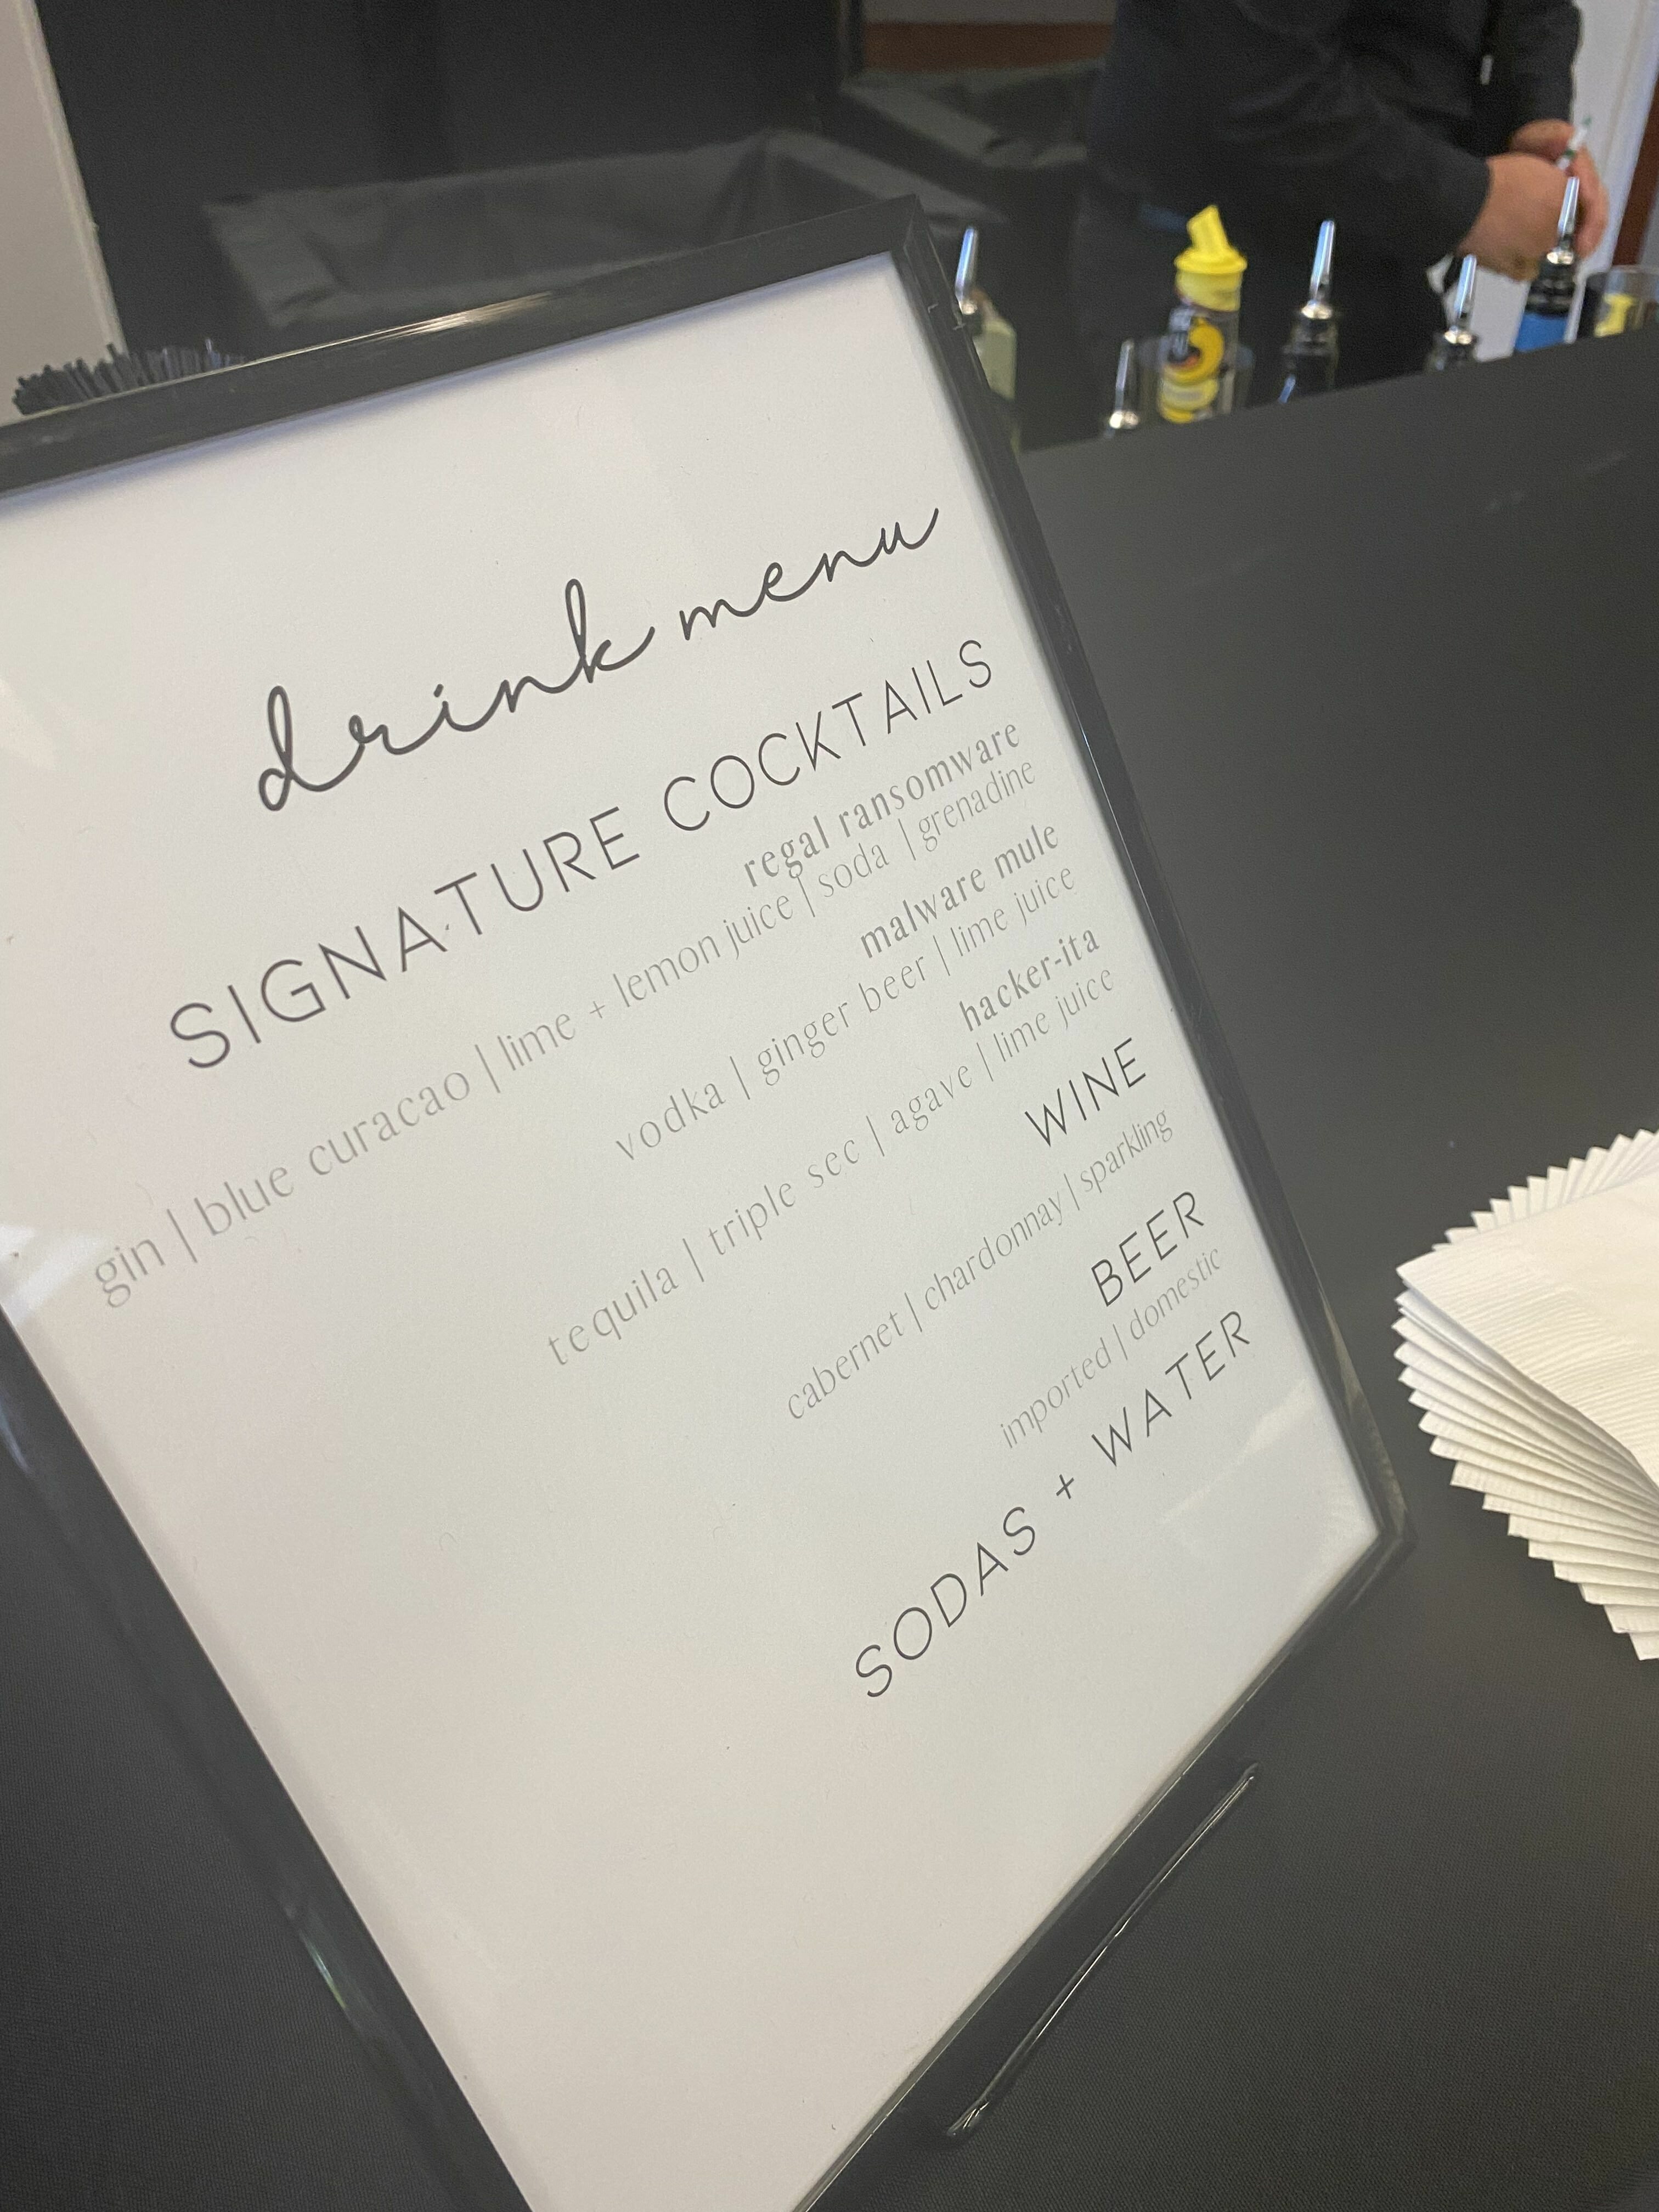 drink menu
SIGNATURE COCKTAILS
regal ransomware
gin | blue curacao | lime + lemon juice | soda | grenadine
malware mule
vodka | ginger beer | lime juice
hacker-ita
tequila | triple sec | agave | lime juice
WINE
cabernet | chardonnay | sparkling
BEER
imported | domestic
SODAS + WATER